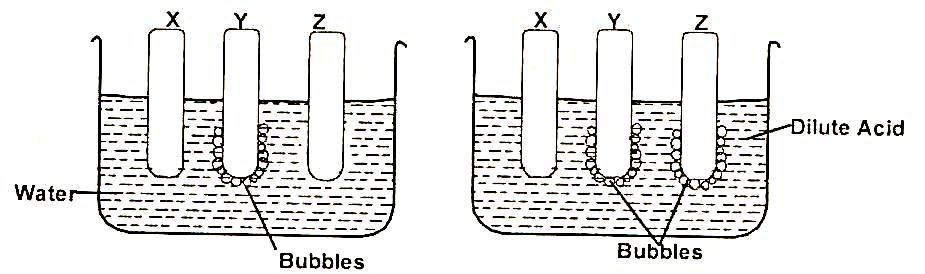 X Y Z
Water
Bubbles
X Y Z
Dilute Acid
Bubbles